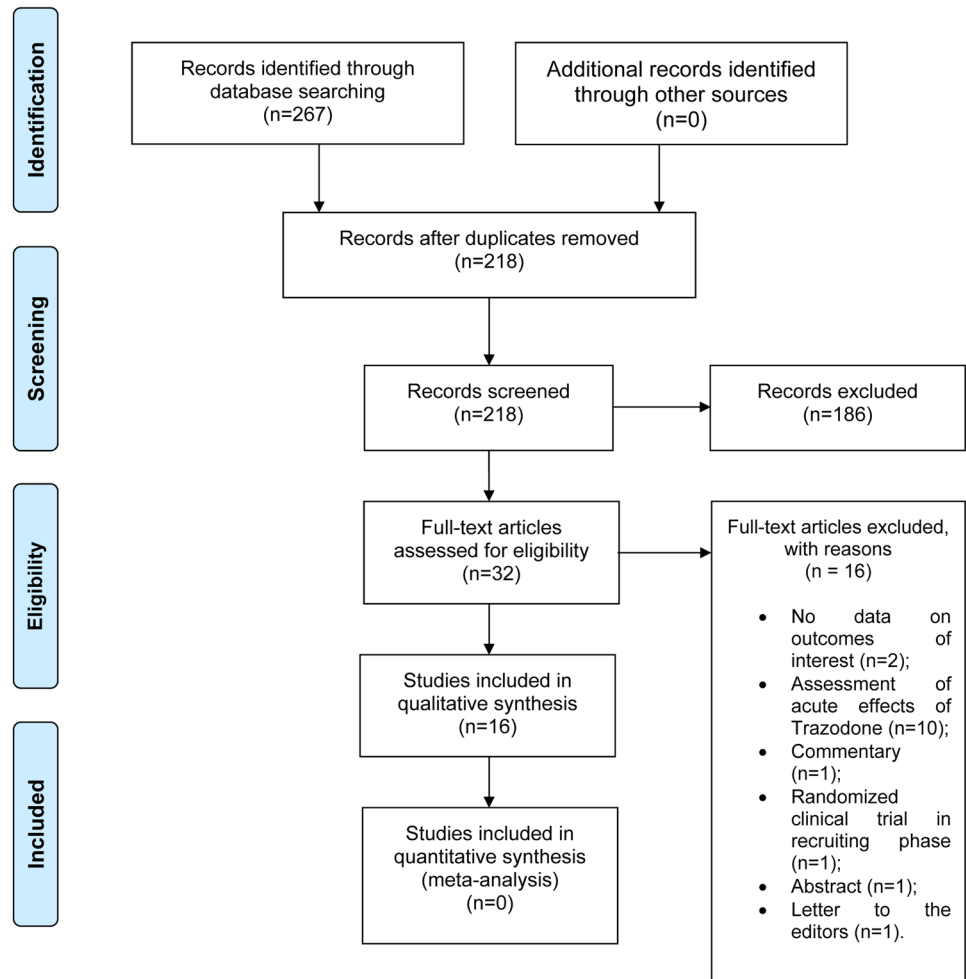 Identification
Records identified through
database searching
(n=267)
Additional records identified
through other sources
(n=0)
Records after duplicates removed
(n=218)
Screening
Records screened
(n=218)
Records excluded
(n=186)
Eligibility
Full-text articles
assessed for eligibility
(n=32)
Full-text articles excluded,
with reasons
(n = 16)
• No data on
outcomes of
interest (n=2);
• Assessment of
acute effects of
Trazodone (n=10);
• Commentary
(n=1);
• Randomized
clinical trial in
recruiting phase
(n=1);
• Abstract (n=1);
• Letter to the
editors (n=1).
Studies included in
qualitative synthesis
(n=16)
Included
Studies included in
quantitative synthesis
(meta-analysis)
(n=0)